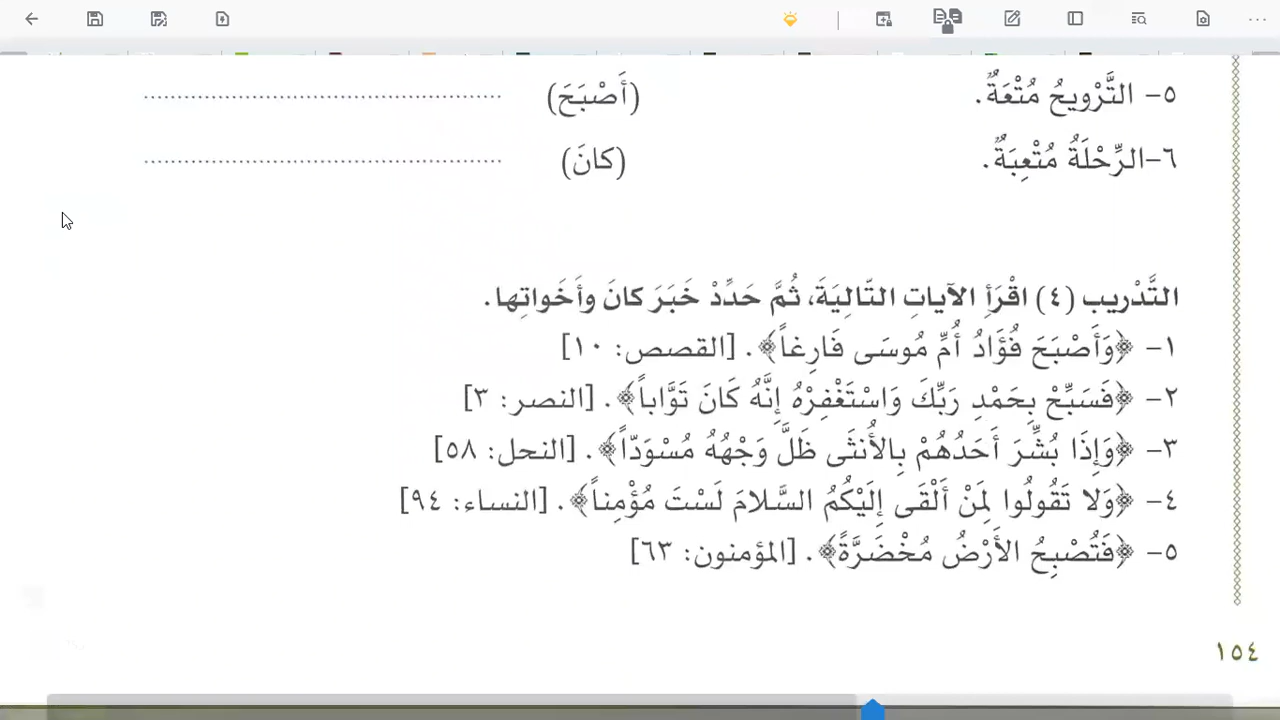 ٥- التَّرْويحُ مُتْعَةٌ. (أَصْبَحَ) ........................................
٦-الرِّحْلَةُ مُتْعِبَةٌ. (كانَ) ........................................
التَّدْريب (٤) اقْرَأِ الآياتِ التّالِيَةَ، ثُمَّ حَدِّدْ خَبَرَ كانَ وأَخَواتِها.
١- ﴿وَأَصْبَحَ فُؤَادُ أُمِّ مُوسَى فَارِغاً﴾. [القصص: ١٠]
٢- ﴿فَسَبِّحْ بِحَمْدِ رَبِّكَ وَاسْتَغْفِرْهُ إِنَّهُ كَانَ تَوَّاباً﴾. [النصر: ٣]
٣- ﴿وَإِذَا بُشِّرَ أَحَدُهُمْ بِالأُنثَى ظَلَّ وَجْهُهُ مُسْوَدّاً﴾. [النحل: ٥٨]
٤- ﴿وَلا تَقُولُوا لِمَنْ أَلْقَى إِلَيْكُمُ السَّلامَ لَسْتَ مُؤْمِناً﴾. [النساء: ٩٤]
٥- ﴿فَتُصْبِحُ الأَرْضُ مُخْضَرَّةً﴾. [المؤمنون: ٦٣]
١٥٤